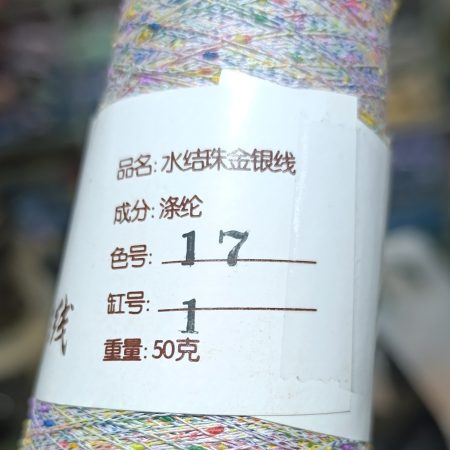 品名: 水结珠金银线
成分: 涤纶
色号: 17
缸号: 1
重量: 50克
线